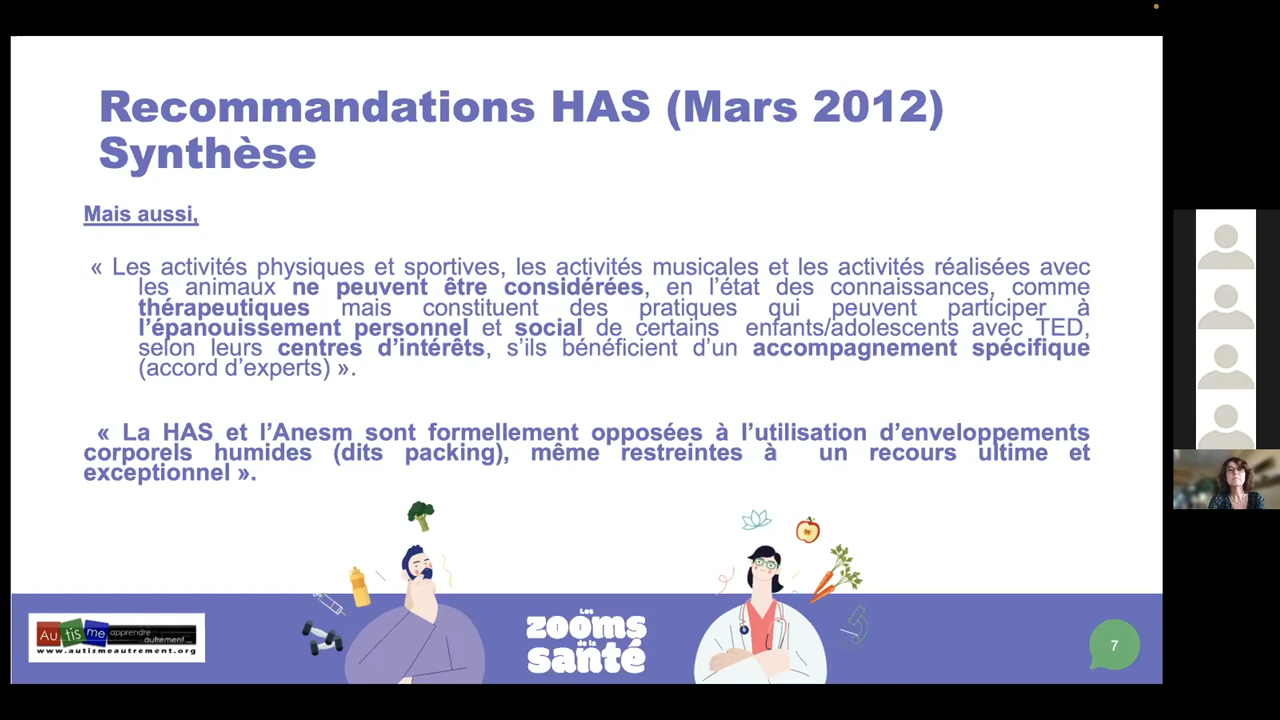 Recommandations HAS (Mars 2012)
Synthèse
Mais aussi,
« Les activités physiques et sportives, les activités musicales et les activités réalisées avec
les animaux ne peuvent être considérées, en l’état des connaissances, comme
thérapeutiques mais constituent des pratiques qui peuvent participer à
l’épanouissement personnel et social de certains enfants/adolescents avec TED,
selon leurs centres d’intérêts, s’ils bénéficient d’un accompagnement spécifique
(accord d’experts) ».
« La HAS et l’Anesm sont formellement opposées à l’utilisation d’enveloppements
corporels humides (dits packing), même restreintes à un recours ultime et
exceptionnel ».
Autisme apprendre
autrement ...
www.autismeautrement.org
Les
zooms
de la
santé
7